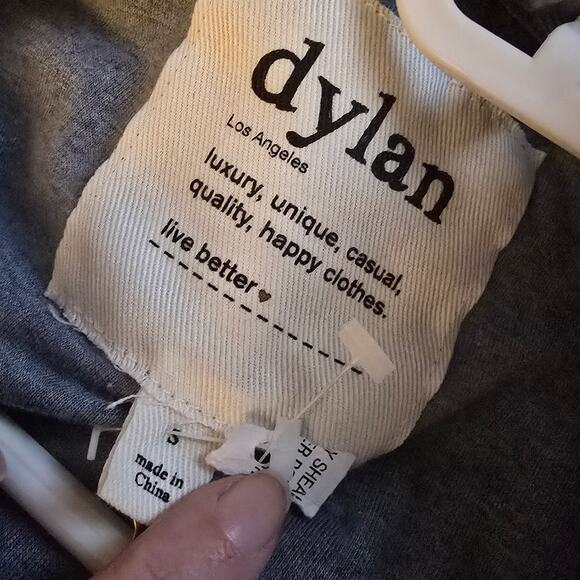 dylan
Los Angeles
luxury, unique, casual,
quality, happy clothes.
live better♥
S
made in
China